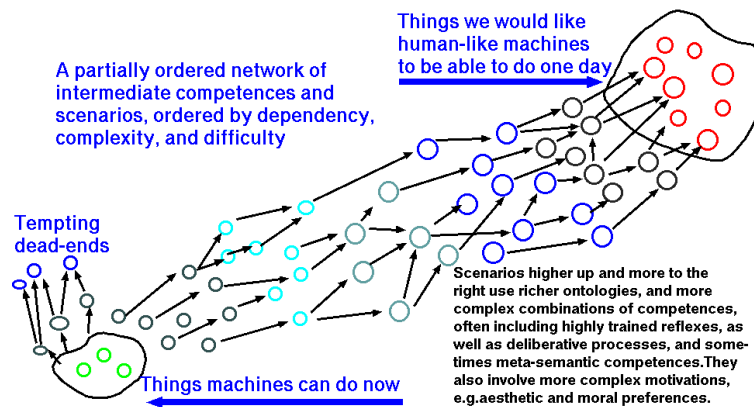 Things we would like
human-like machines
to be able to do one day
A partially ordered network of
intermediate competences and
scenarios, ordered by dependency,
complexity, and difficulty
Tempting
dead-ends
Scenarios higher up and more to the
right use richer ontologies, and more
complex combinations of competences,
often including highly trained reflexes, as
well as deliberative processes, and some-
times meta-semantic competences.They
also involve more complex motivations,
e.g.aesthetic and moral preferences.
Things machines can do now